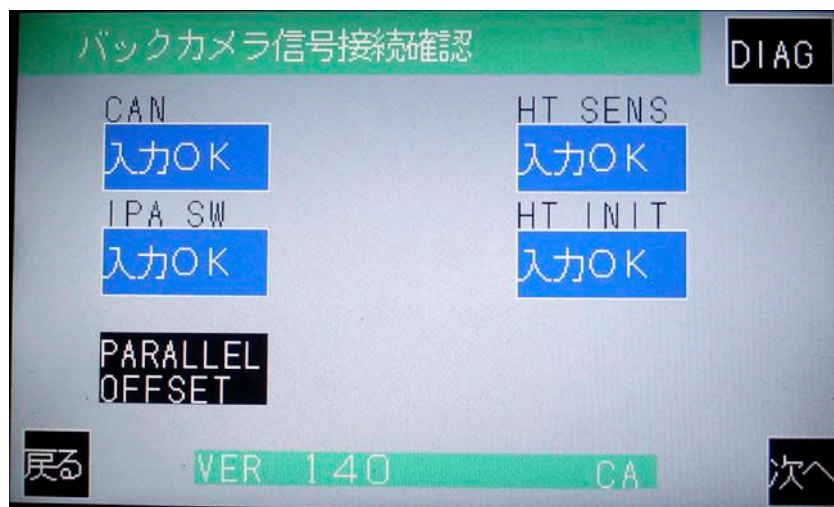 バックカメラ信号接続確認
DIAG
CAN
入力OK
HT SENS
入力OK
IPA SW
入力OK
HT INIT
入力OK
PARALLEL
OFFSET
戻る
VER 140
CA
次へ